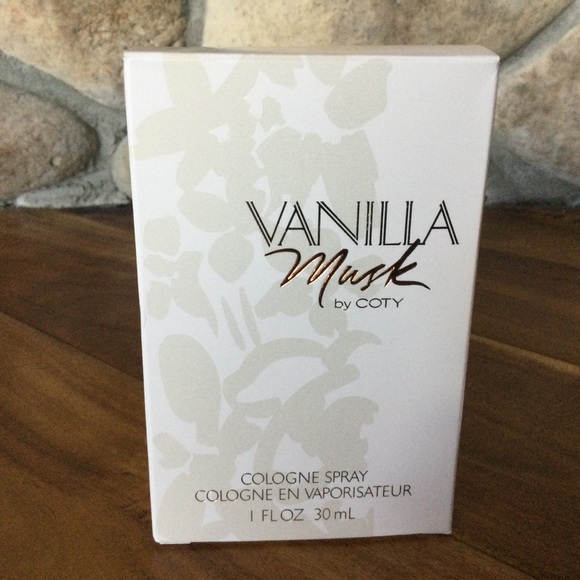 VANILLA
Musk
by COTY
COLOGNE SPRAY
COLOGNE EN VAPORISATEUR
1 FL OZ 30 mL